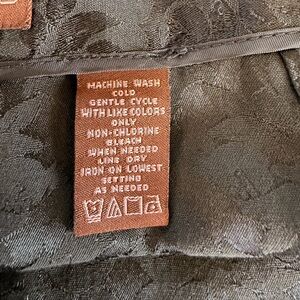 MACHINE WASH
COLD
GENTLE CYCLE
WITH LIKE COLORS
ONLY
NON-CHLORINE
BLEACH
WHEN NEEDED
LINE DRY
IRON ON LOWEST
SETTING
AS NEEDED